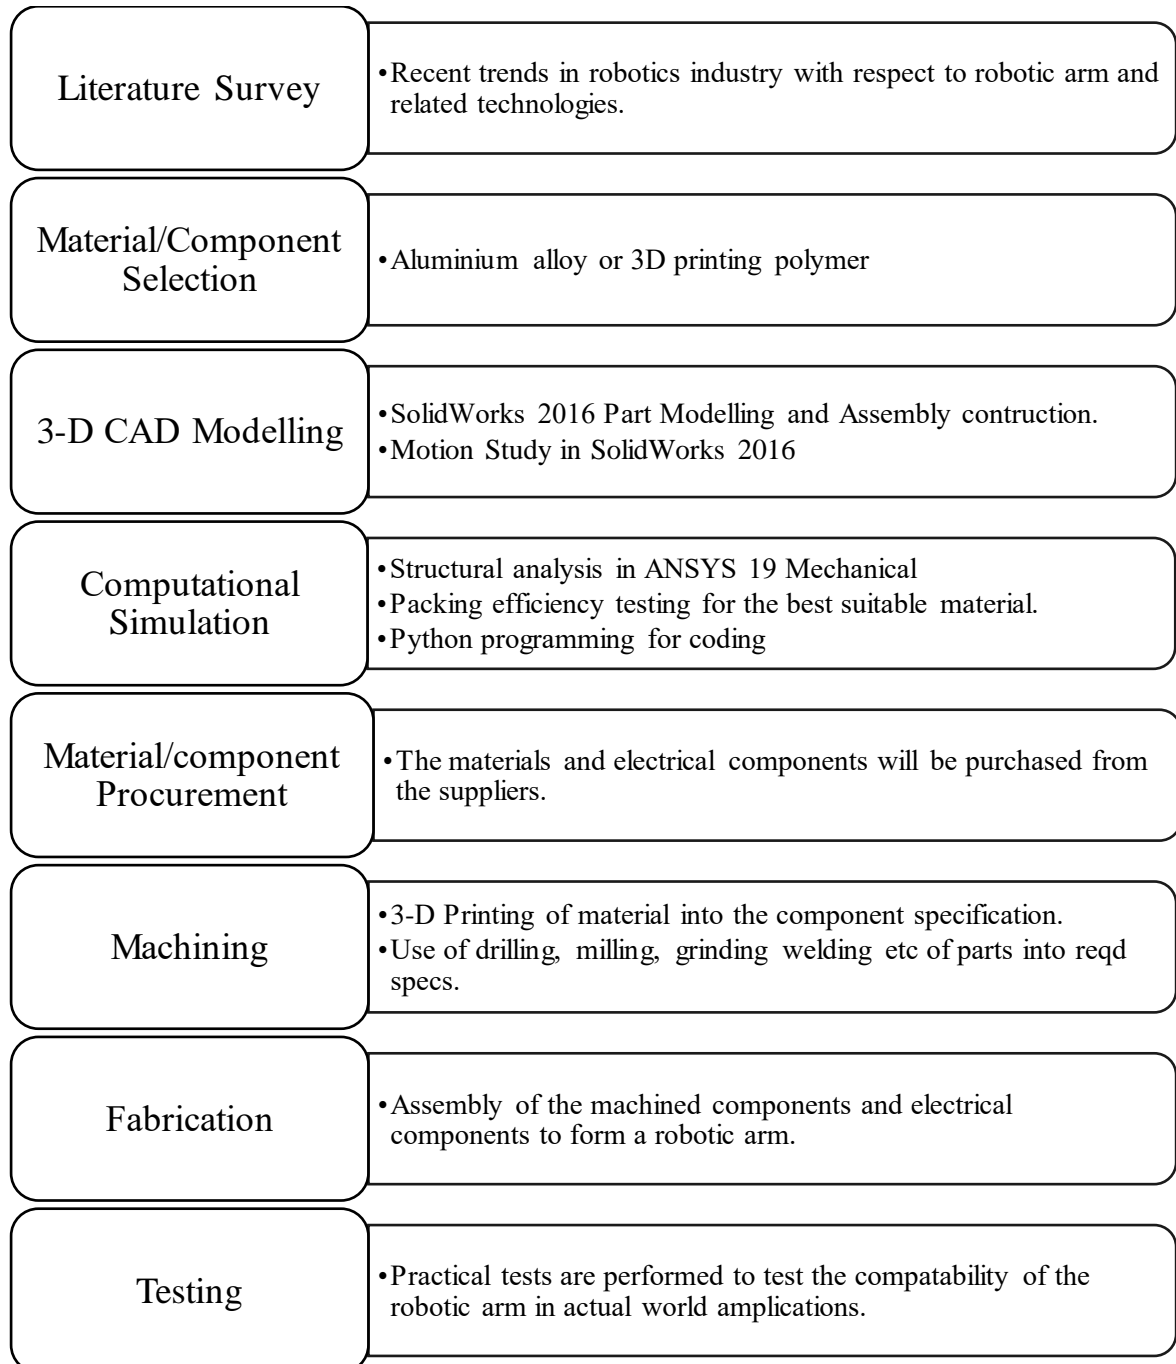 Literature Survey
•Recent trends in robotics industry with respect to robotic arm and
related technologies.
Material/Component
Selection
•Aluminium alloy or 3D printing polymer
3-D CAD Modelling
•SolidWorks 2016 Part Modelling and Assembly contruction.
•Motion Study in SolidWorks 2016
Computational
Simulation
•Structural analysis in ANSYS 19 Mechanical
•Packing efficiency testing for the best suitable material.
•Python programming for coding
Material/component
Procurement
•The materials and electrical components will be purchased from
the suppliers.
Machining
•3-D Printing of material into the component specification.
•Use of drilling, milling, grinding welding etc of parts into reqd
specs.
Fabrication
•Assembly of the machined components and electrical
components to form a robotic arm.
Testing
•Practical tests are performed to test the compatability of the
robotic arm in actual world amplications.